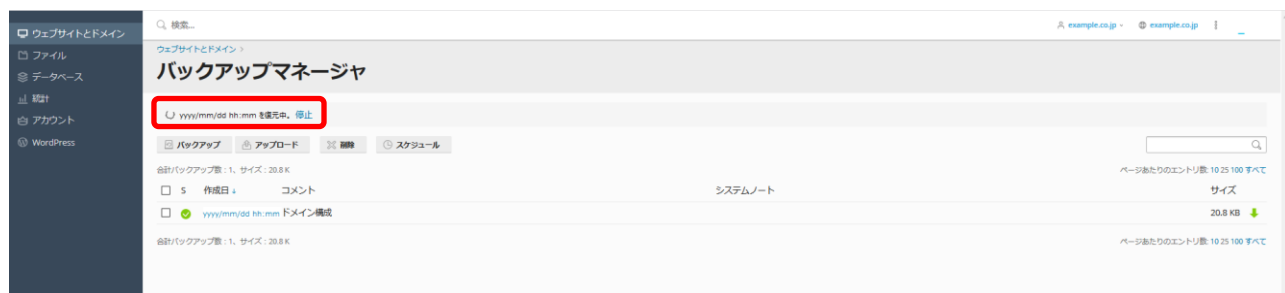 ウェブサイトとドメイン
ファイル
データベース
統計
アカウント
WordPress
検索...
example.co.jp
example.co.jp
ウェブサイトとドメイン
バックアップマネージャ
yyyy/mm/dd hh:mm を復元中。停止
バックアップ アップロード 削除 スケジュール
合計バックアップ数 : 1、サイズ : 20.8 K
ページあたりのエントリ数: 10 25 100 すべて
S 作成日↓ コメント システムノート サイズ
yyyy/mm/dd hh:mm ドメイン構成 20.8 KB
合計バックアップ数 : 1、サイズ : 20.8 K
ページあたりのエントリ数: 10 25 100 すべて